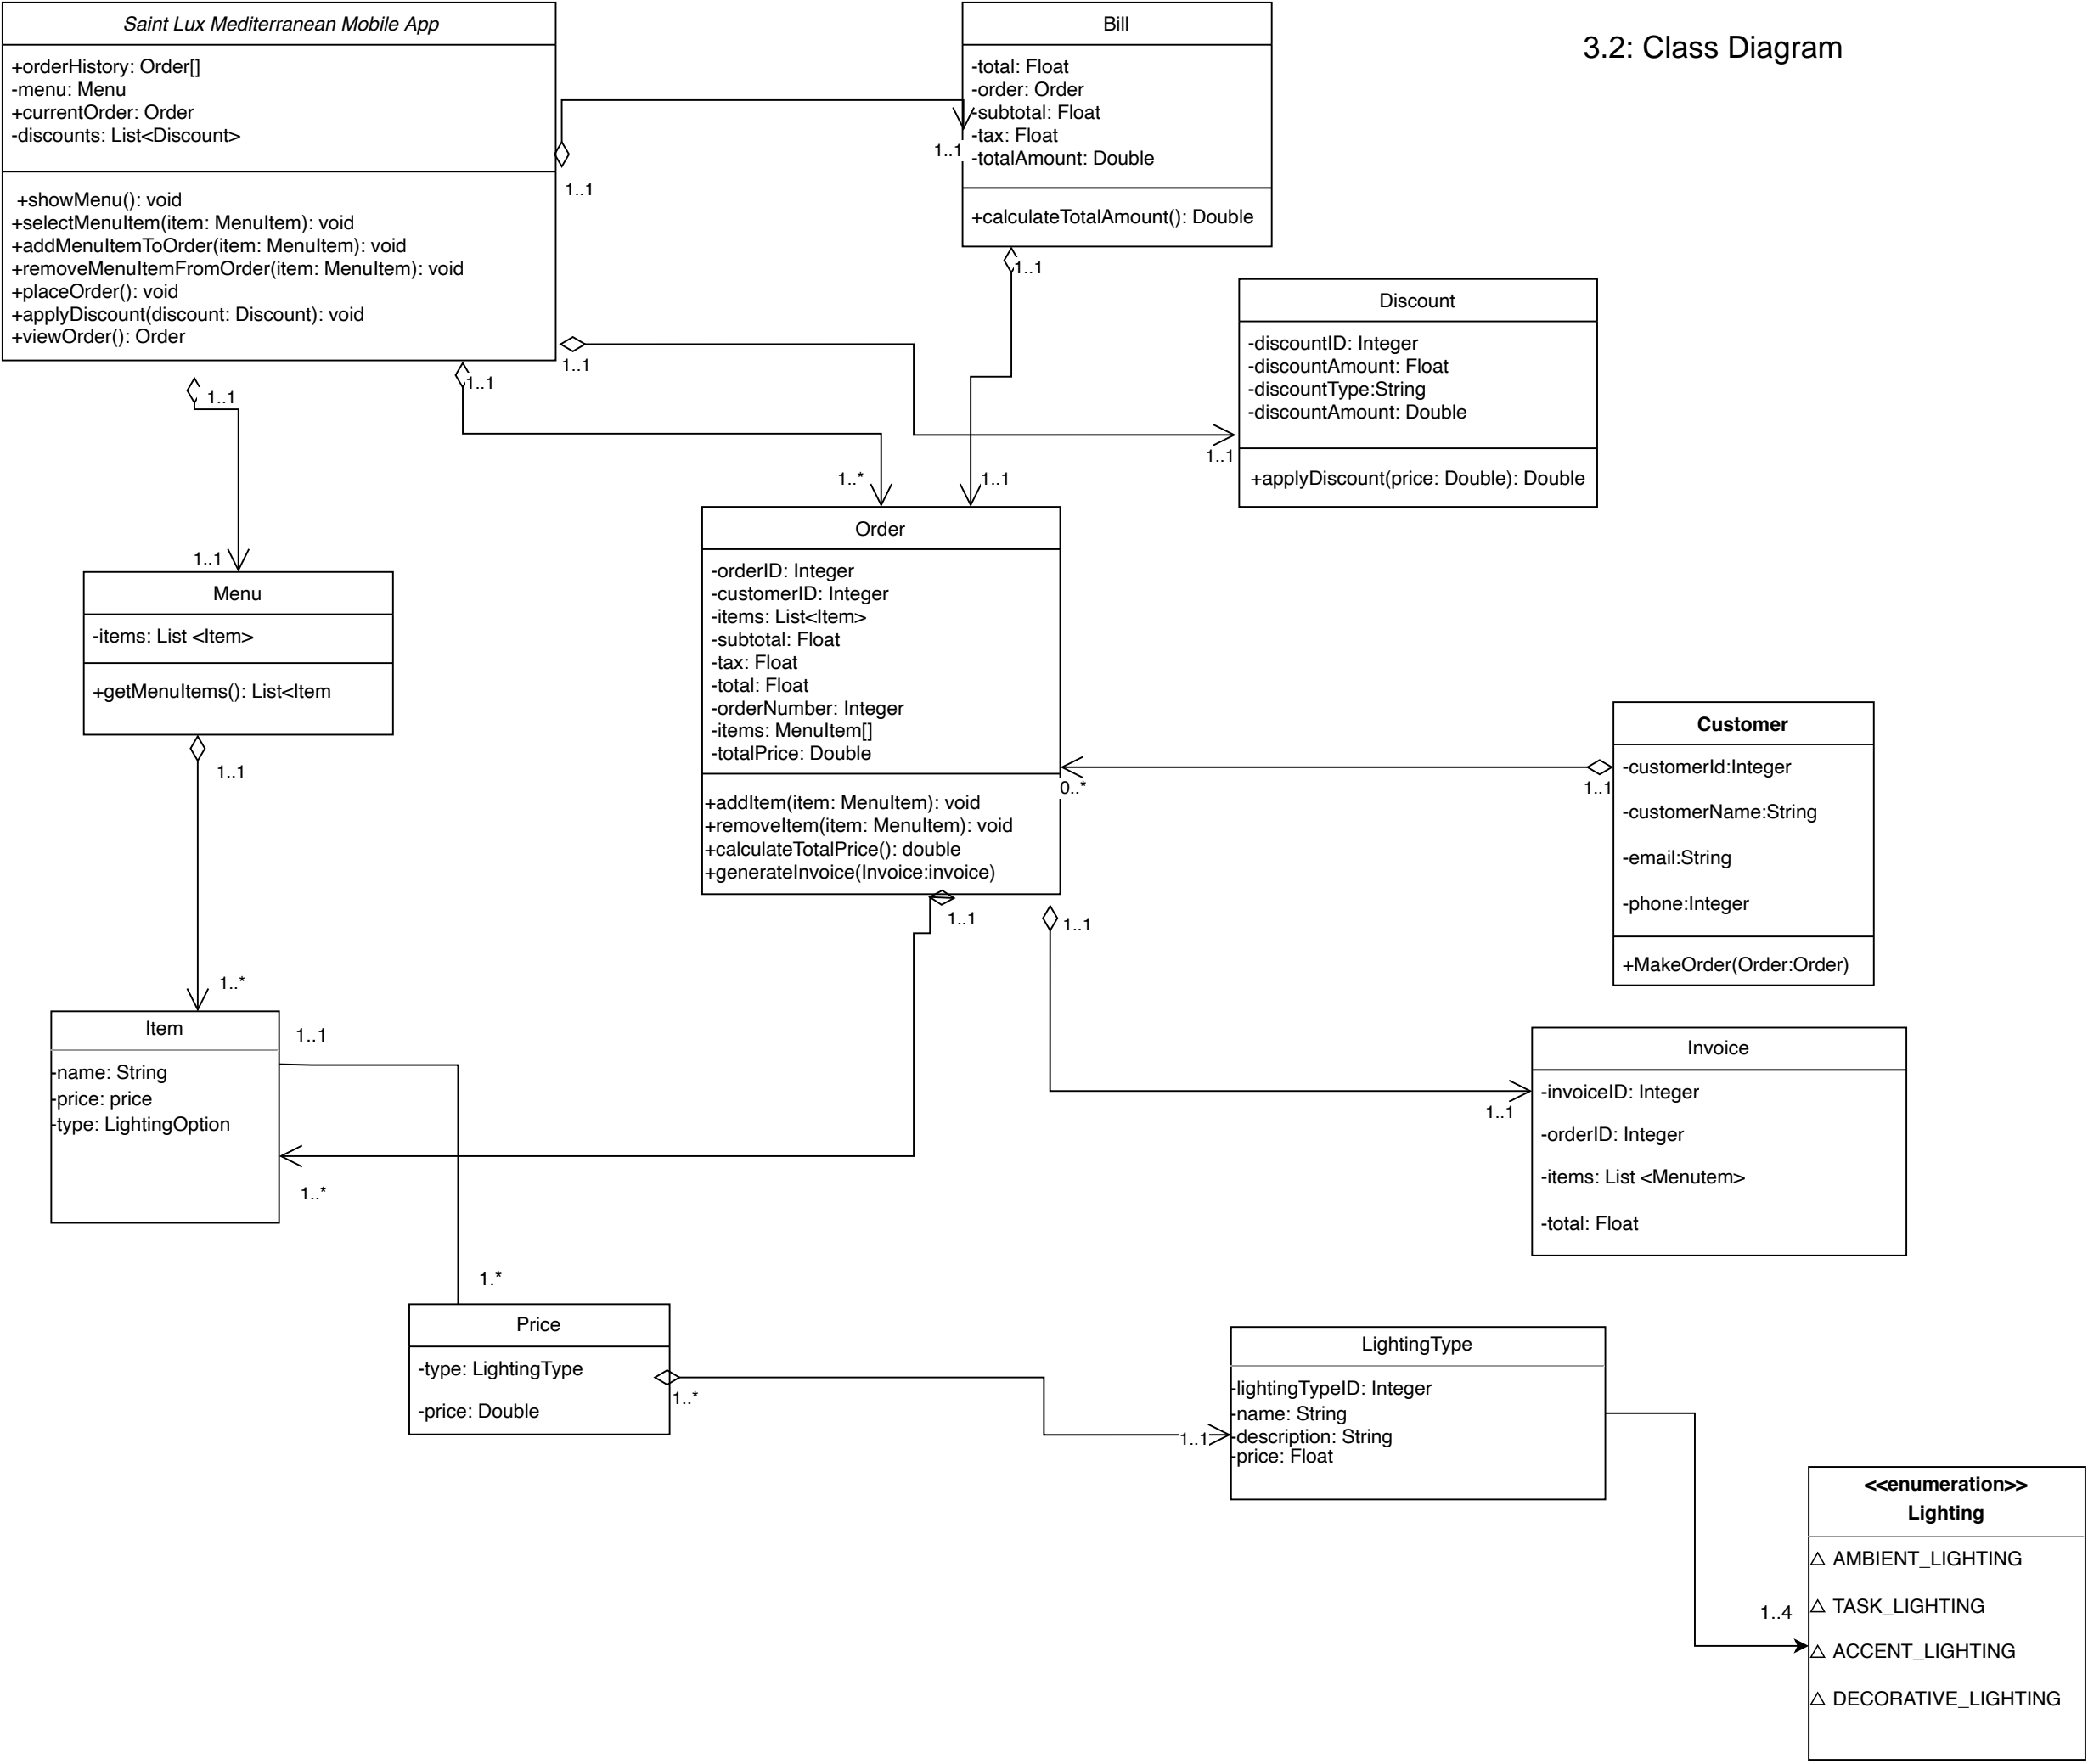 Saint Lux Mediterranean Mobile App
+orderHistory: Order[]
-menu: Menu
+currentOrder: Order
-discounts: List<Discount>
+showMenu(): void
+selectMenuItem(item: MenuItem): void
+addMenuItemToOrder(item: MenuItem): void
+removeMenuItemFromOrder(item: MenuItem): void
+placeOrder(): void
+applyDiscount(discount: Discount): void
+viewOrder(): Order
1..1
1..1
1..1
1..1
Bill
-total: Float
-order: Order
-subtotal: Float
-tax: Float
-totalAmount: Double
+calculateTotalAmount(): Double
1..1
1..1
3.2: Class Diagram
Discount
-discountID: Integer
-discountAmount: Float
-discountType:String
-discountAmount: Double
+applyDiscount(price: Double): Double
1..1
1..*
1..1
Order
-orderID: Integer
-customerID: Integer
-items: List<Item>
-subtotal: Float
-tax: Float
-total: Float
-orderNumber: Integer
-items: MenuItem[]
-totalPrice: Double
+addItem(item: MenuItem): void
+removeItem(item: MenuItem): void
+calculateTotalPrice(): double
+generateInvoice(Invoice:invoice)
0..*
1..1
1..1
1..1
1..1
Menu
-items: List <Item>
+getMenuItems(): List<Item
1..1
1..*
Customer
-customerId:Integer
-customerName:String
-email:String
-phone:Integer
+MakeOrder(Order:Order)
Item
-name: String
-price: price
-type: LightingOption
1..1
1..*
1.*
Invoice
-invoiceID: Integer
-orderID: Integer
-items: List <Menutem>
-total: Float
1..1
Price
-type: LightingType
-price: Double
1..*
1..1
LightingType
-lightingTypeID: Integer
-name: String
-description: String
-price: Float
1..4
<<enumeration>>
Lighting
AMBIENT_LIGHTING
TASK_LIGHTING
ACCENT_LIGHTING
DECORATIVE_LIGHTING